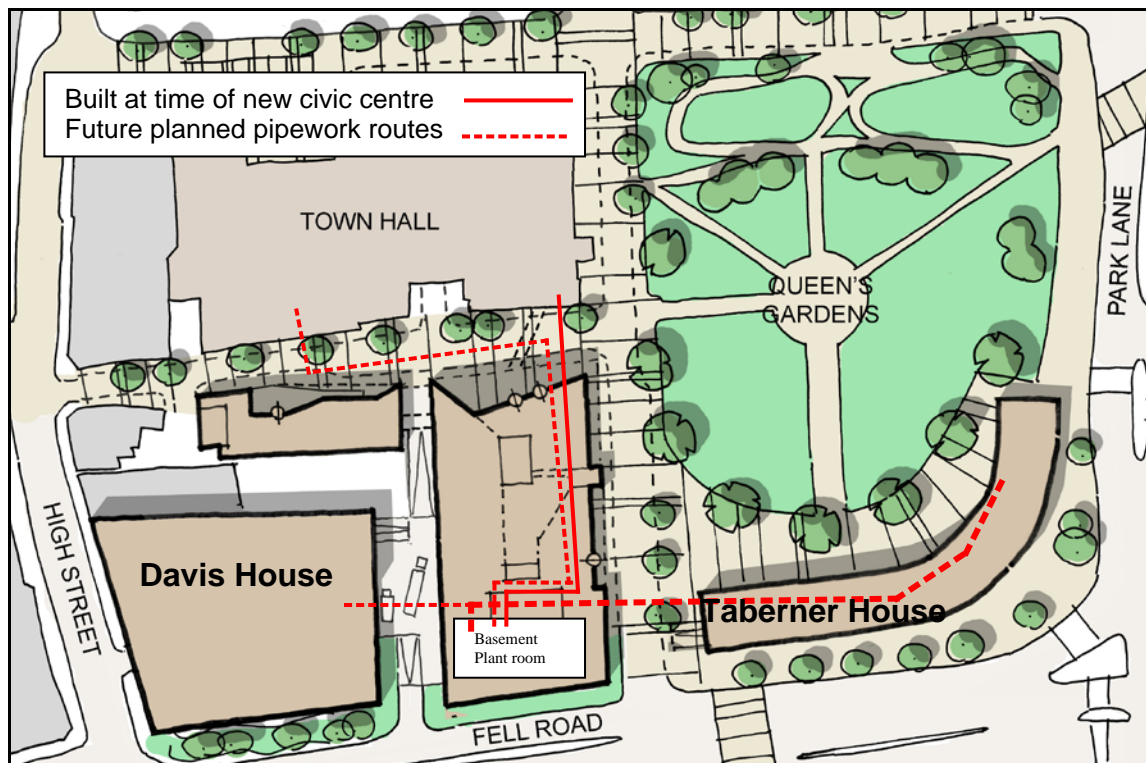 Built at time of new civic centre
Future planned pipework routes
TOWN HALL
QUEEN'S
GARDENS
PARK LANE
HIGH STREET
Davis House
Taberner House
Basement
Plant room
FELL ROAD